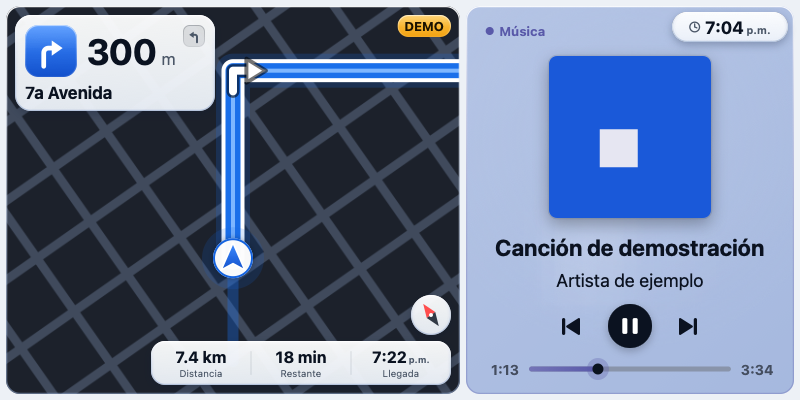 300 m
7a Avenida
DEMO
7.4 km
Distancia
18 min
Restante
7:22 p.m.
Llegada
Música
7:04 p.m.
Canción de demostración
Artista de ejemplo
1:13
3:34